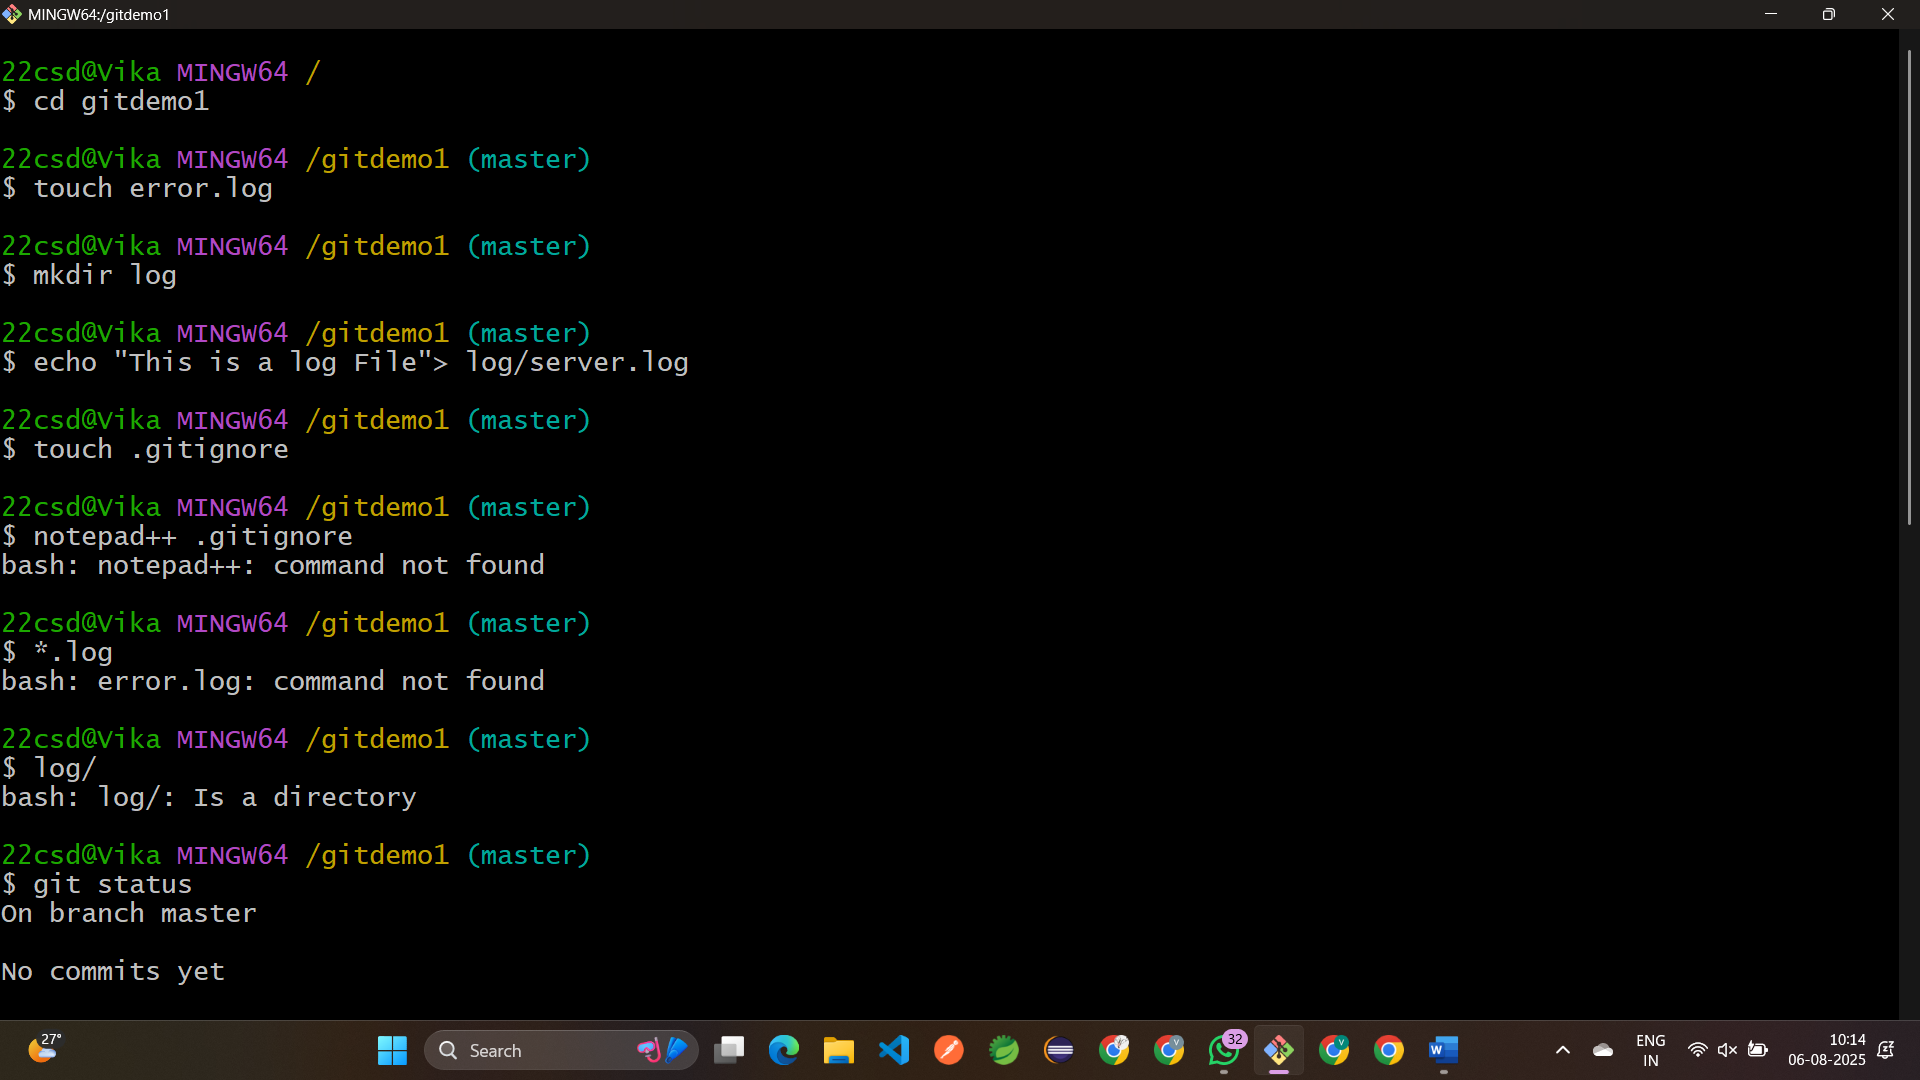 MINGW64:/gitdemo1
22csd@Vika MINGW64 /
$ cd gitdemo1
22csd@Vika MINGW64 /gitdemo1 (master)
$ touch error.log
22csd@Vika MINGW64 /gitdemo1 (master)
$ mkdir log
22csd@Vika MINGW64 /gitdemo1 (master)
$ echo "This is a log File"> log/server.log
22csd@Vika MINGW64 /gitdemo1 (master)
$ touch .gitignore
22csd@Vika MINGW64 /gitdemo1 (master)
$ notepad++ .gitignore
bash: notepad++: command not found
22csd@Vika MINGW64 /gitdemo1 (master)
$ *.log
bash: error.log: command not found
22csd@Vika MINGW64 /gitdemo1 (master)
$ log/
bash: log/: Is a directory
22csd@Vika MINGW64 /gitdemo1 (master)
$ git status
On branch master
No commits yet
27°
Search
32
V
V
W
ENG
IN
10:14
06-08-2025